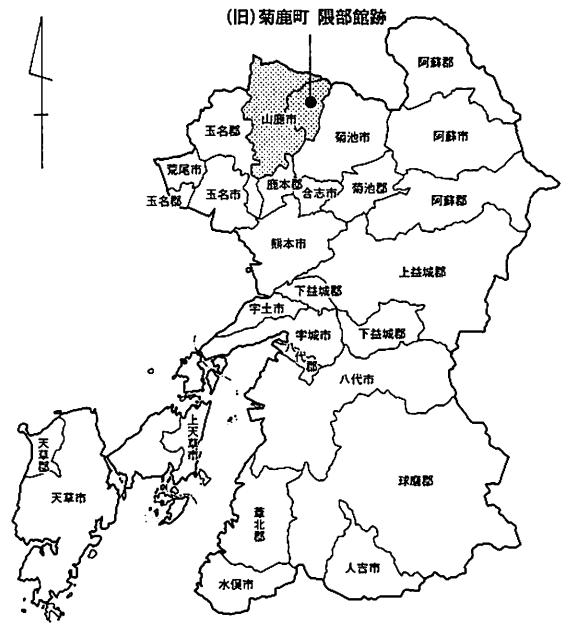 (旧)菊鹿町 隈部館跡
阿蘇郡
山鹿市
玉名郡
菊池市
阿蘇市
荒尾市
鹿本郡
合志市
菊池郡
玉名郡
玉名市
阿蘇郡
熊本市
上益城郡
下益城郡
宇土市
宇城市
下益城郡
八代郡
八代市
上天草市
天草郡
天草市
球磨郡
葦北郡
人吉市
水俣市